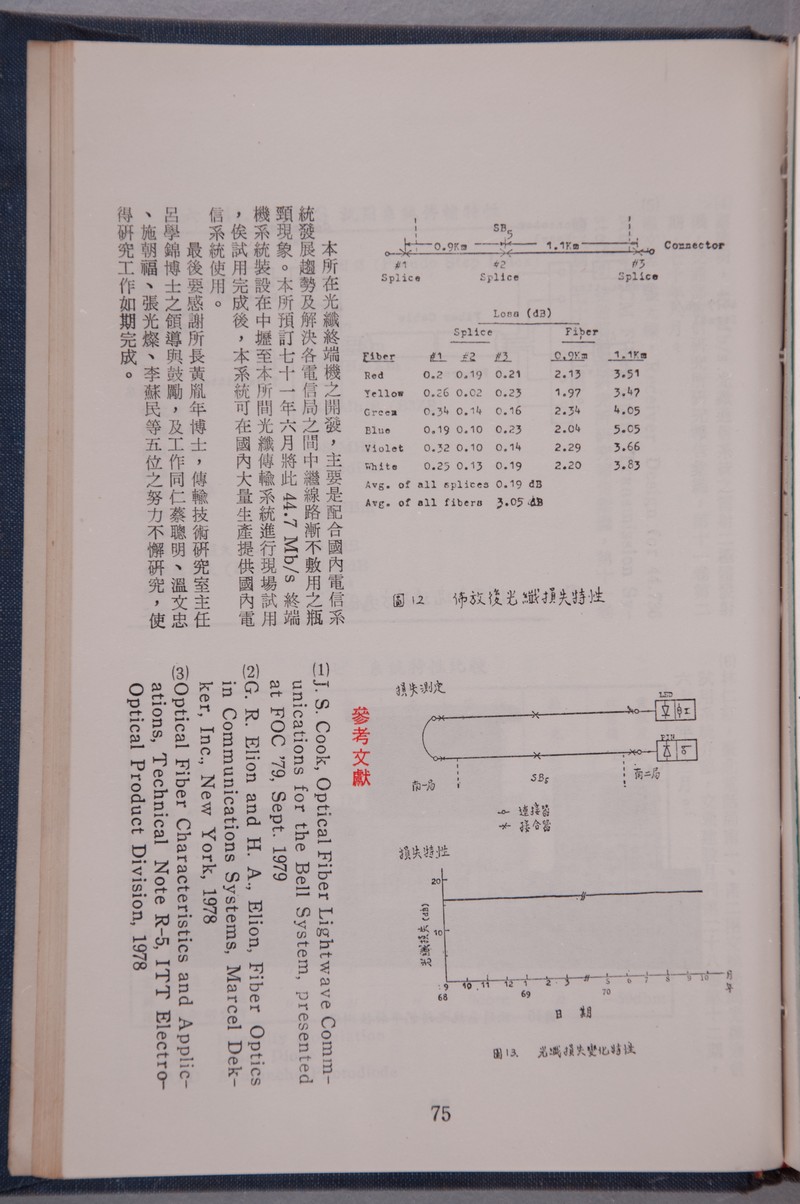 SB5
0.9Km
1.1Km
Connector
#1
#2
#3
Splice
Splice
Splice
Loss (dB)
Splice
Fiber
Fiber #1 #2 #3 0.9Km 1.1Km
Red 0.2 0.19 0.21 2.13 3.51
Yellow 0.26 0.02 0.23 1.97 3.47
Green 0.34 0.14 0.16 2.34 4.05
Blue 0.19 0.10 0.23 2.04 5.05
Violet 0.32 0.10 0.14 2.29 3.66
White 0.25 0.13 0.19 2.20 3.83
Avg. of all splices 0.19 dB
Avg. of all fibers 3.05 dB
圖12 佈放後光纖損失特性
損失測定
LED
PIN
南一局
SB5
南二局
連接器
接合器
損失特性
20
10
光纖損失(dB)
9 10 11 12 1 2 3 5 6 7 8 9 10 月
68 69 70 年
日期
圖13. 光纖損失變化特性
本所在光纖終端機之開發，主要是配合國內電信系
統發展趨勢及解決各電信局之間中繼線路漸不敷用之瓶
頸現象。本所預訂七十一年六月將此 44.7 Mb/s 終端
機系統裝設在中壢至本所間光纖傳輸系統進行現場試用
，俟試用完成後，本系統可在國內大量生產提供國內電
信系統使用。
最後要感謝所長黃胤年博士，傳輸技術研究室主任
呂學錦博士之領導與鼓勵，及工作同仁蔡聰明、溫文忠
、施朝福、張光燦、李蘇民等五位之努力不懈研究，使
得研究工作如期完成。
參考文獻
(1) J. S. Cook, Optical Fiber Lightwave Comm-
unications for the Bell System, presented
at FOC '79, Sept. 1979
(2) G. R. Elion and H. A., Elion, Fiber Optics
in Communications Systems, Marcel Dek-
ker, Inc., New York, 1978
(3) Optical Fiber Characteristics and Applic-
ations, Technical Note R-5, ITT Electro-
Optical Product Division, 1978
75